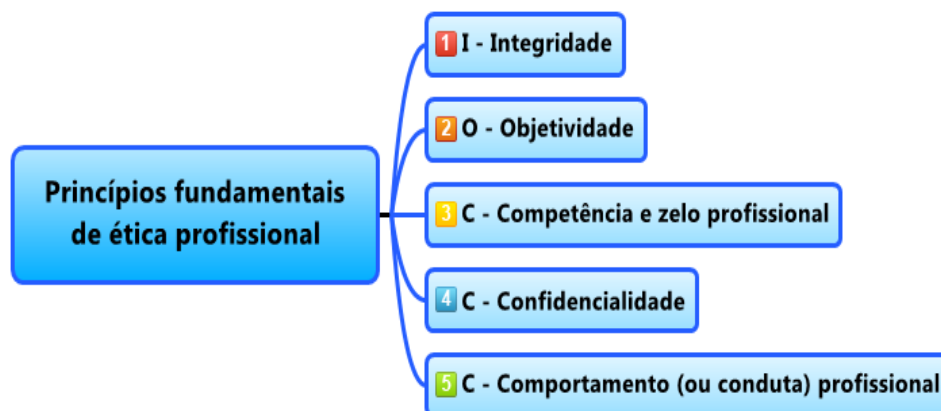 Princípios fundamentais
de ética profissional
1 I - Integridade
2 O - Objetividade
3 C - Competência e zelo profissional
4 C - Confidencialidade
5 C - Comportamento (ou conduta) profissional